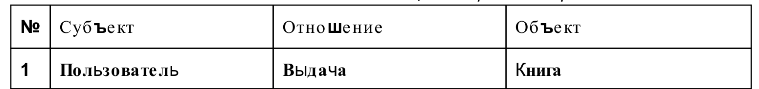 № Субъект Отношение Объект
1 Пользователь Выдача Книга